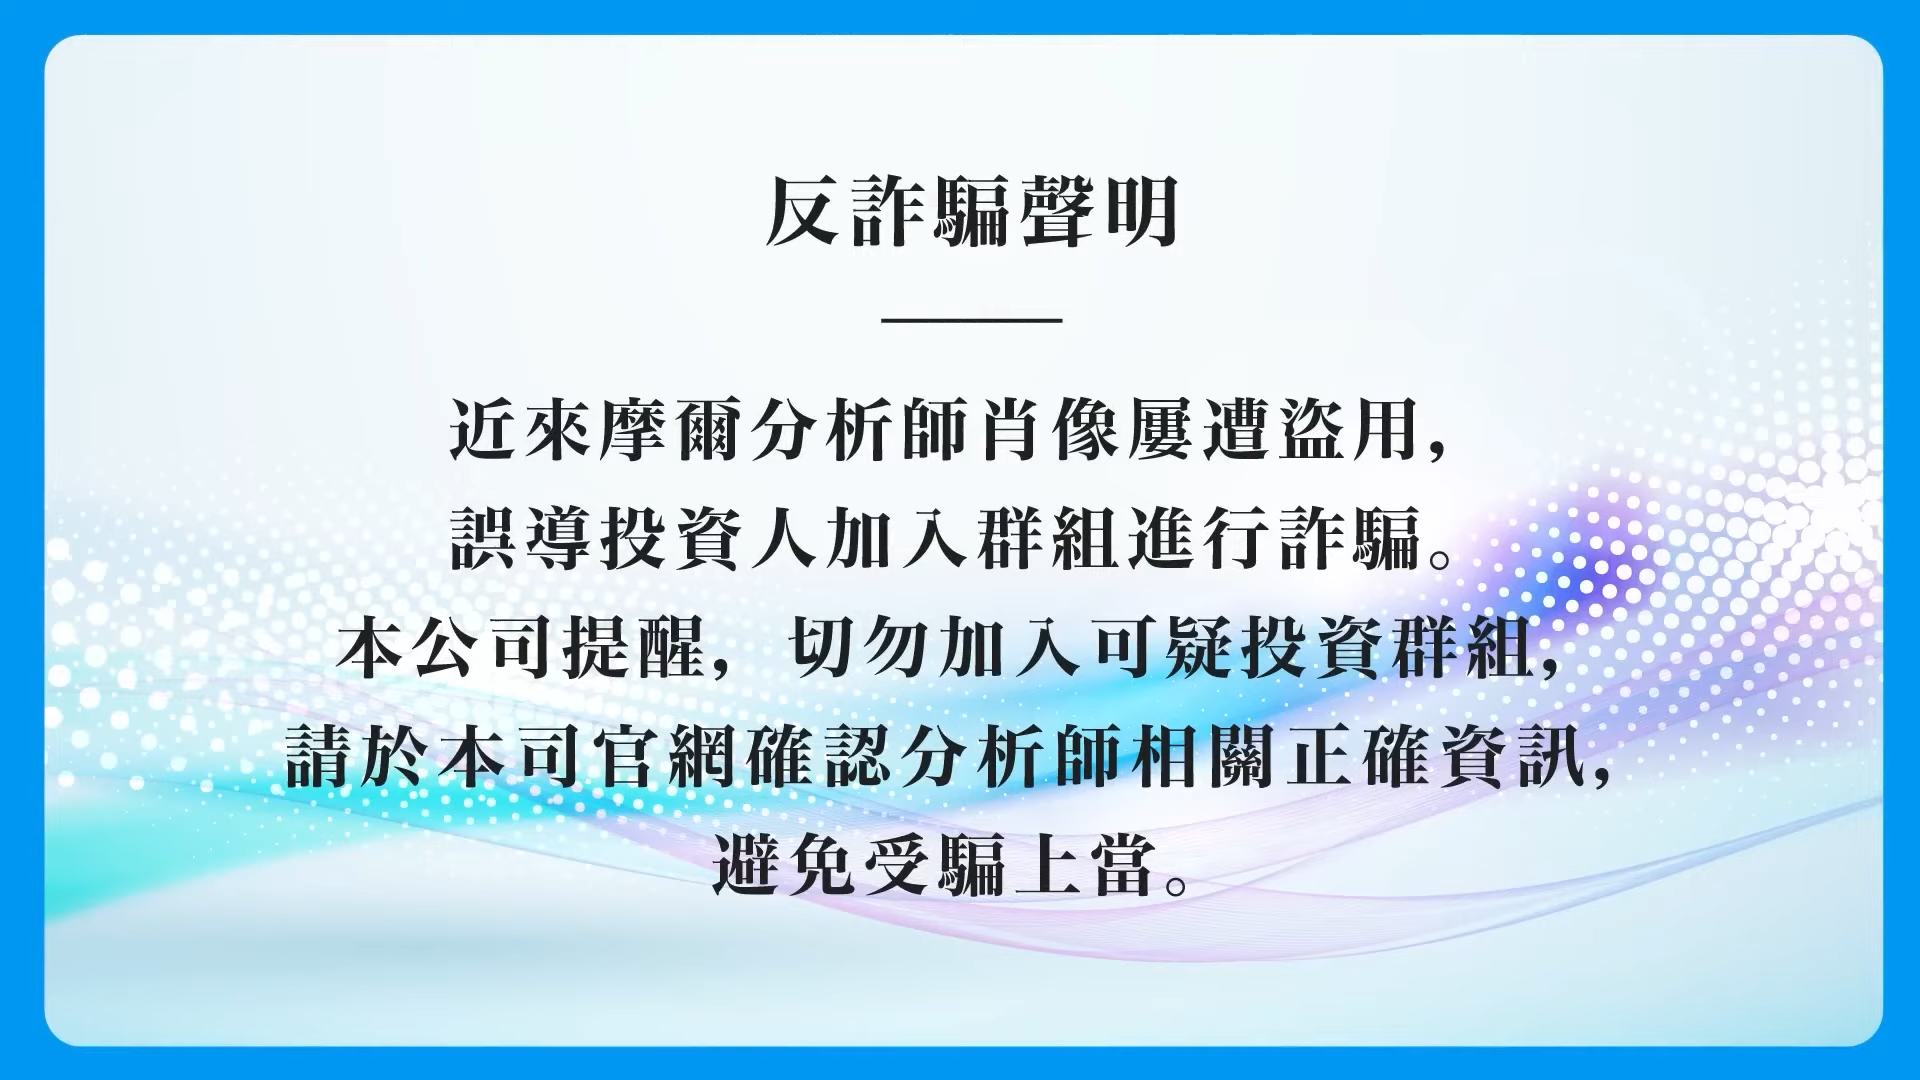 反詐騙聲明
近來摩爾分析師肖像屢遭盜用,
誤導投資人加入群組進行詐騙。
本公司提醒, 切勿加入可疑投資群組,
請於本司官網確認分析師相關正確資訊,
避免受騙上當。